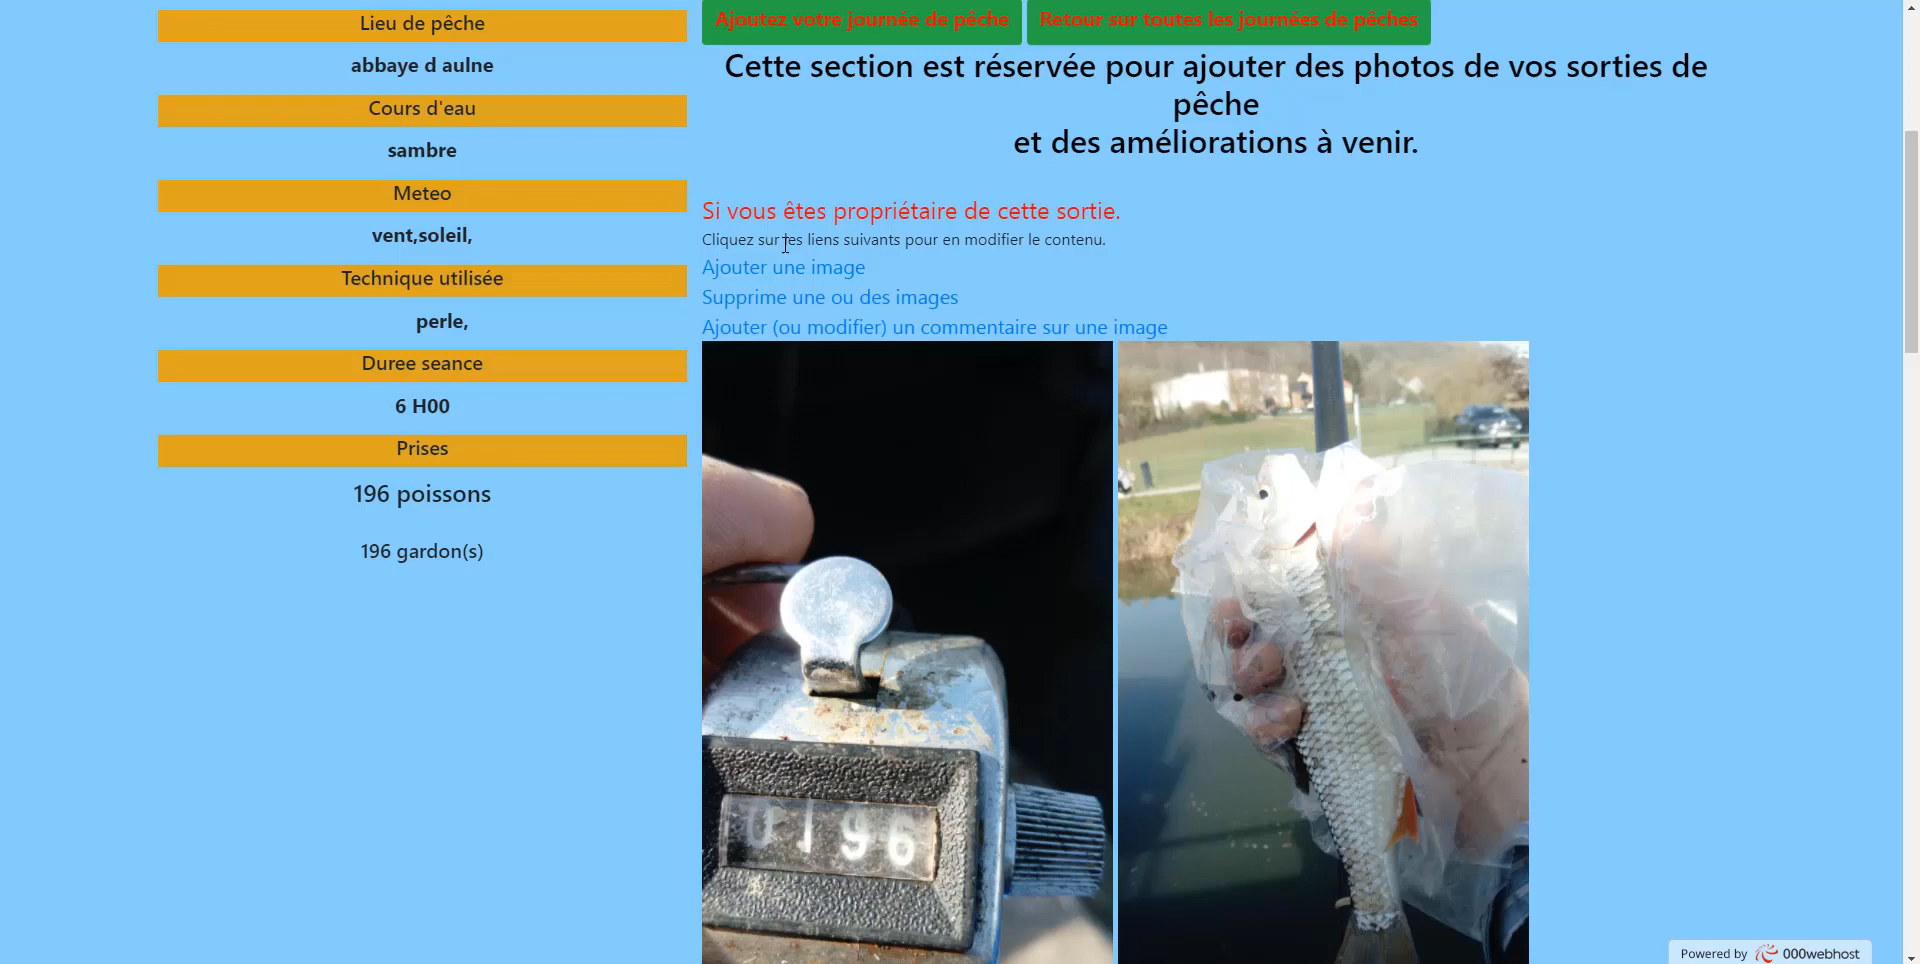 Lieu de pêche
abbaye d aulne
Cours d'eau
sambre
Meteo
vent,soleil,
Technique utilisée
perle,
Duree seance
6 H00
Prises
196 poissons
196 gardon(s)
Ajoutez votre journée de pêche
Retour sur toutes les journées de pêches
Cette section est réservée pour ajouter des photos de vos sorties de
pêche
et des améliorations à venir.
Si vous êtes propriétaire de cette sortie.
Cliquez sur les liens suivants pour en modifier le contenu.
Ajouter une image
Supprime une ou des images
Ajouter (ou modifier) un commentaire sur une image
0196
Powered by 000webhost